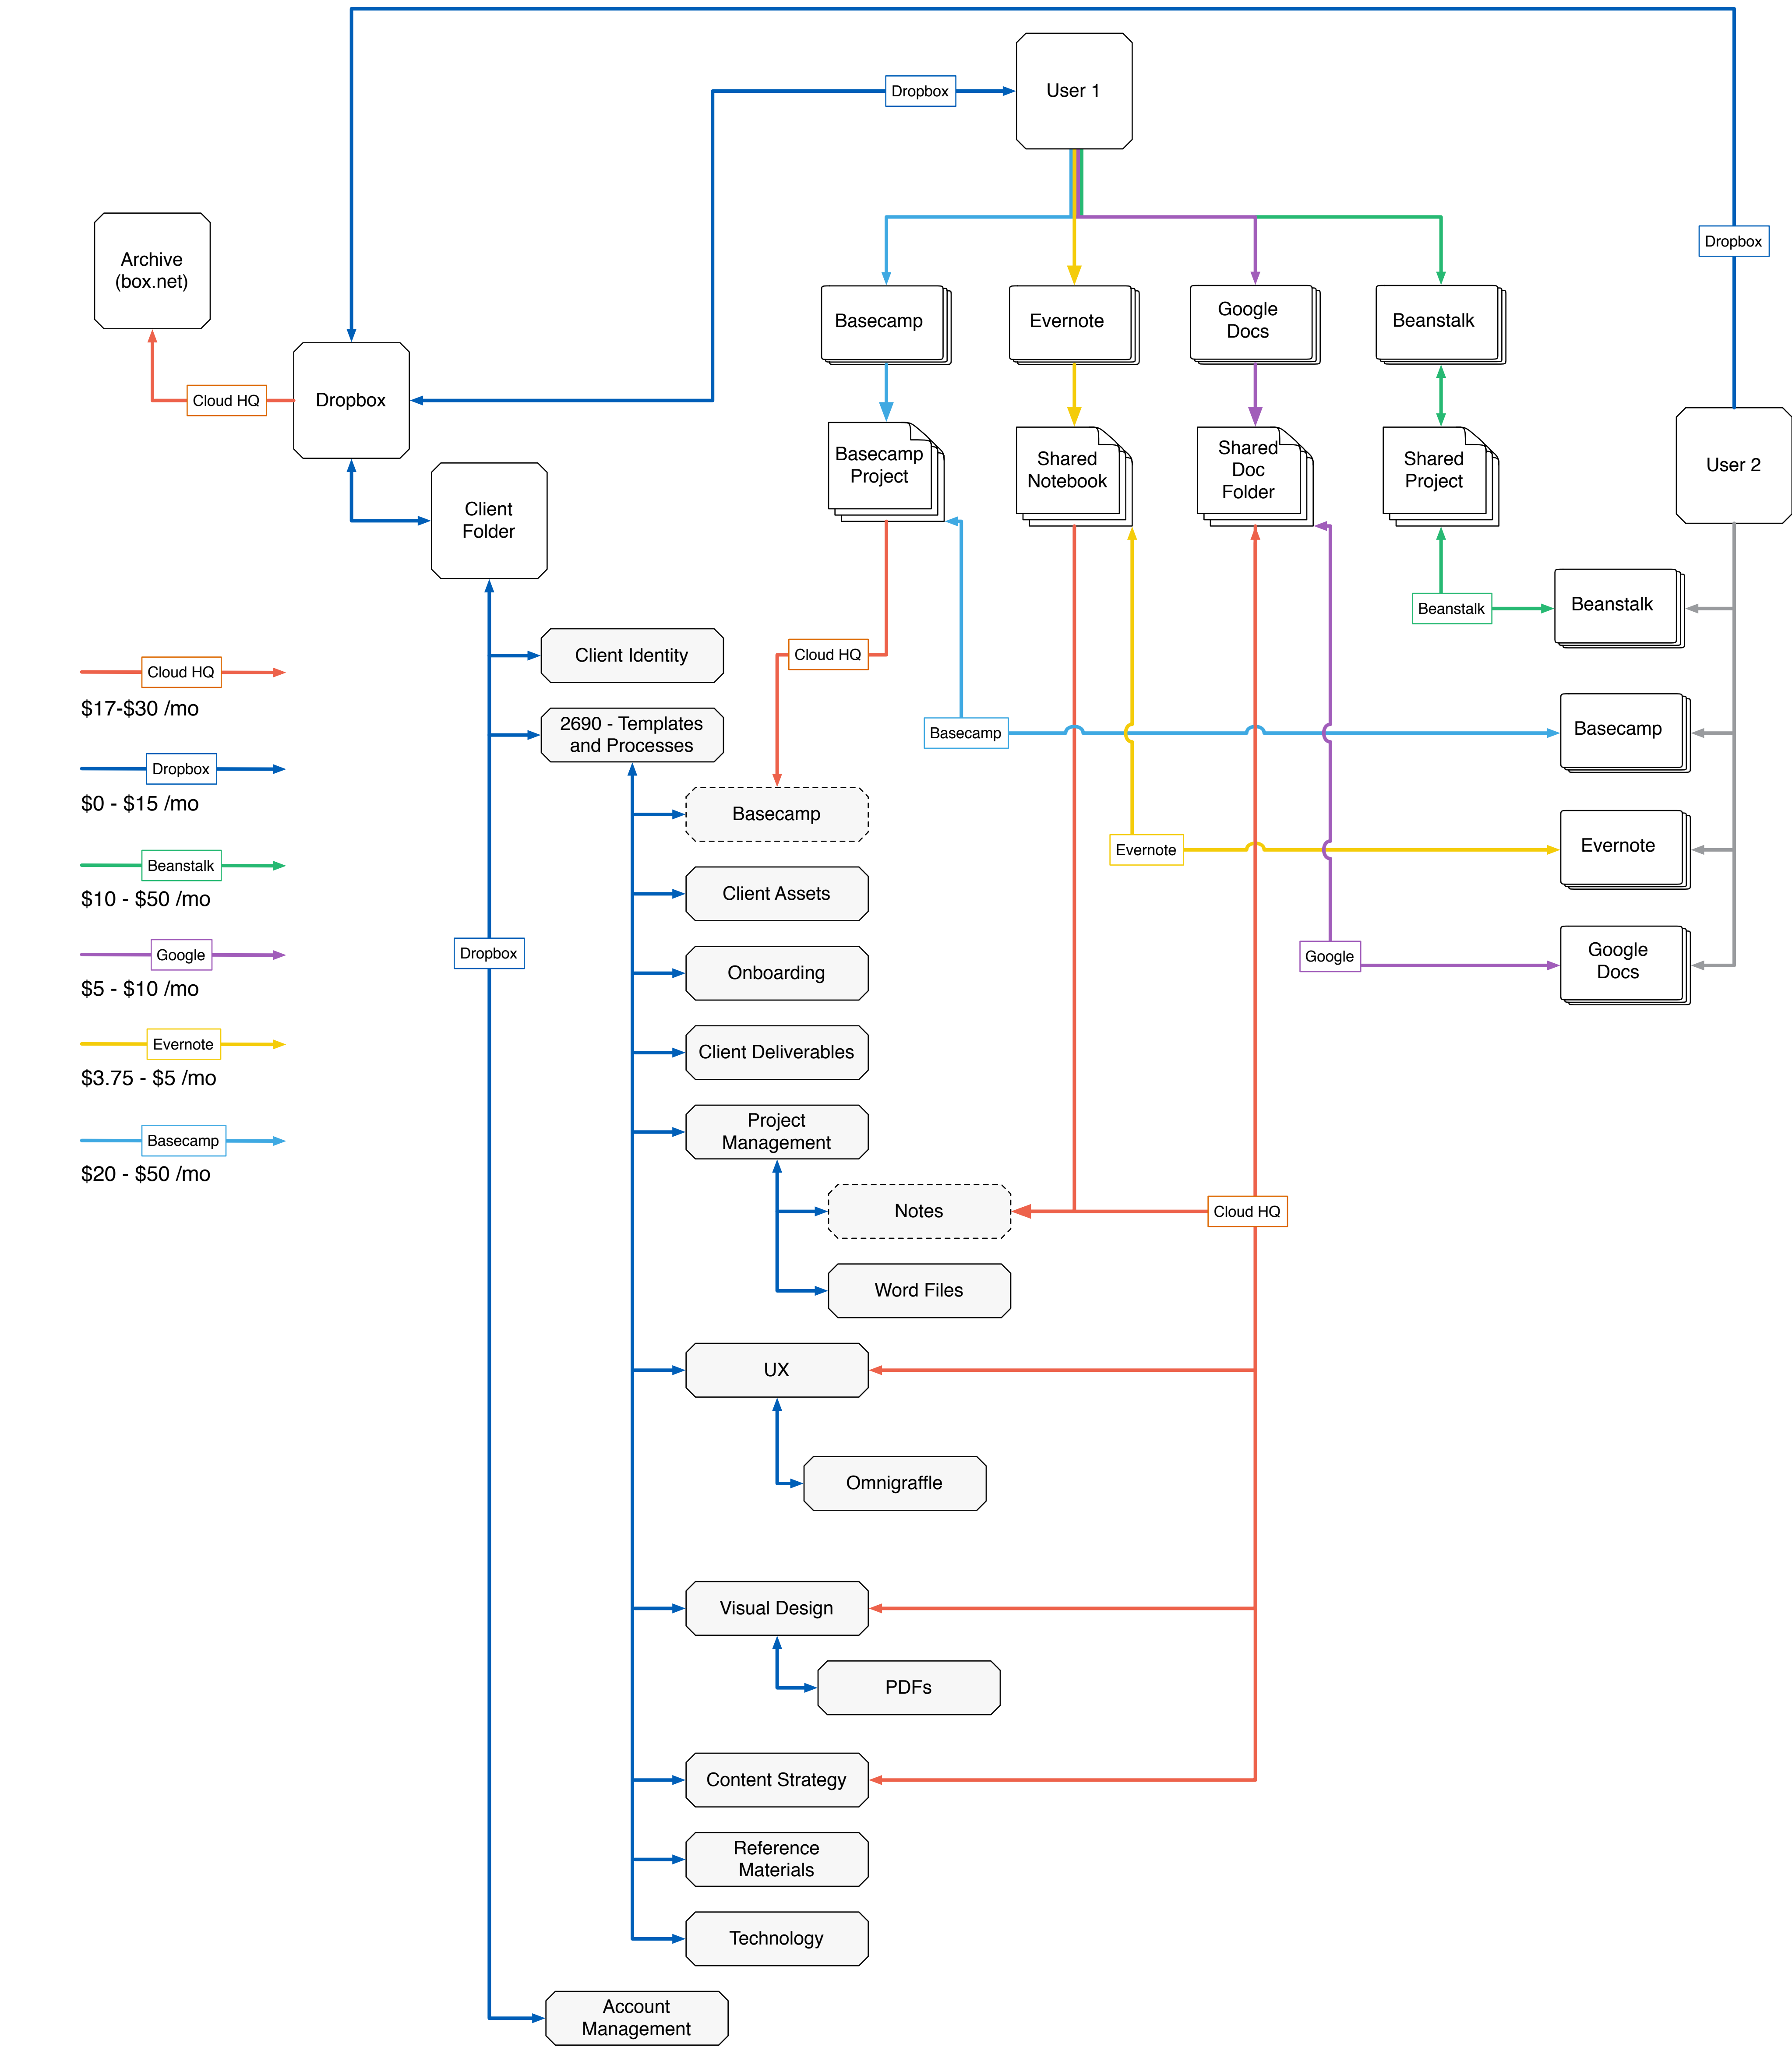 User 1
Dropbox
Dropbox
Archive
(box.net)
Basecamp
Evernote
Google
Docs
Beanstalk
Cloud HQ
Dropbox
User 2
Basecamp
Project
Shared
Notebook
Shared
Doc
Folder
Shared
Project
Client
Folder
Beanstalk
Beanstalk
Client Identity
Cloud HQ
Cloud HQ
$17-$30 /mo
2690 - Templates
and Processes
Basecamp
Basecamp
Dropbox
$0 - $15 /mo
Basecamp
Evernote
Evernote
Beanstalk
$10 - $50 /mo
Client Assets
Dropbox
Google
Google
Docs
Google
$5 - $10 /mo
Onboarding
Evernote
$3.75 - $5 /mo
Client Deliverables
Basecamp
$20 - $50 /mo
Project
Management
Notes
Cloud HQ
Word Files
UX
Omnigraffle
Visual Design
PDFs
Content Strategy
Reference
Materials
Technology
Account
Management